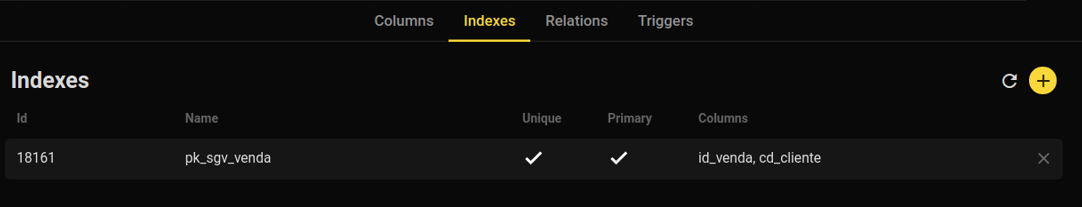 Columns Indexes Relations Triggers
Indexes
Id Name Unique Primary Columns
18161 pk_sgv_venda id_venda, cd_cliente